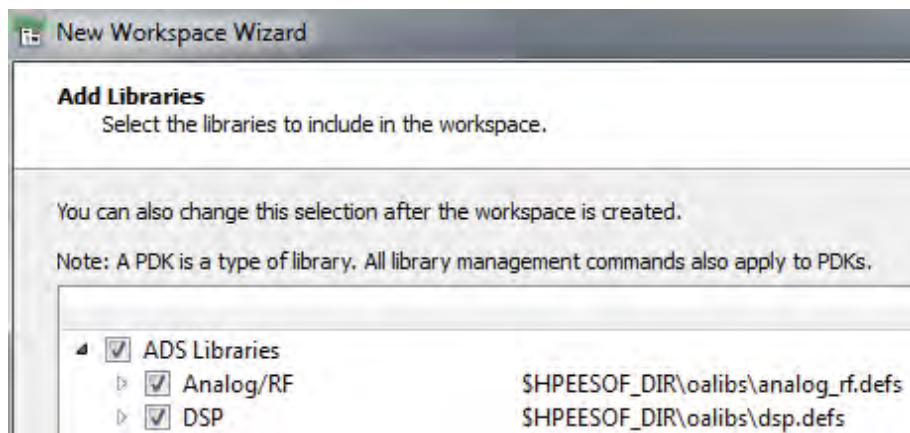 New Workspace Wizard
Add Libraries
Select the libraries to include in the workspace.
You can also change this selection after the workspace is created.
Note: A PDK is a type of library. All library management commands also apply to PDKs.
ADS Libraries
Analog/RF $HPEESOF_DIR\oalibs\analog_rf.defs
DSP $HPEESOF_DIR\oalibs\dsp.defs